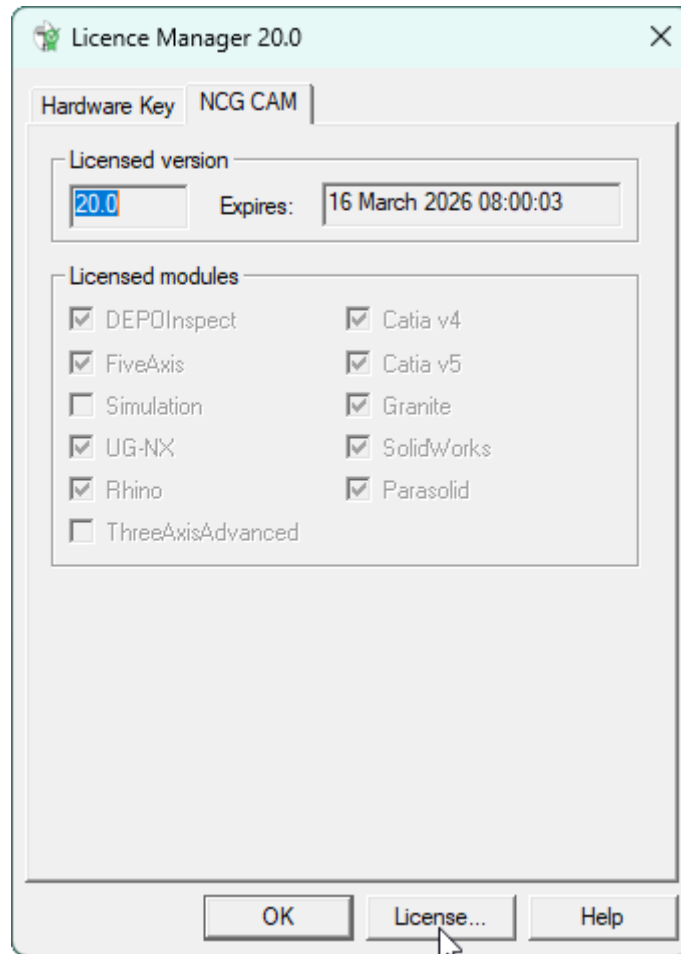 Licence Manager 20.0
Hardware Key NCG CAM
Licensed version
20.0 Expires: 16 March 2026 08:00:03
Licensed modules
DEPOInspect Catia v4
FiveAxis Catia v5
Simulation Granite
UG-NX SolidWorks
Rhino Parasolid
ThreeAxisAdvanced
OK License... Help